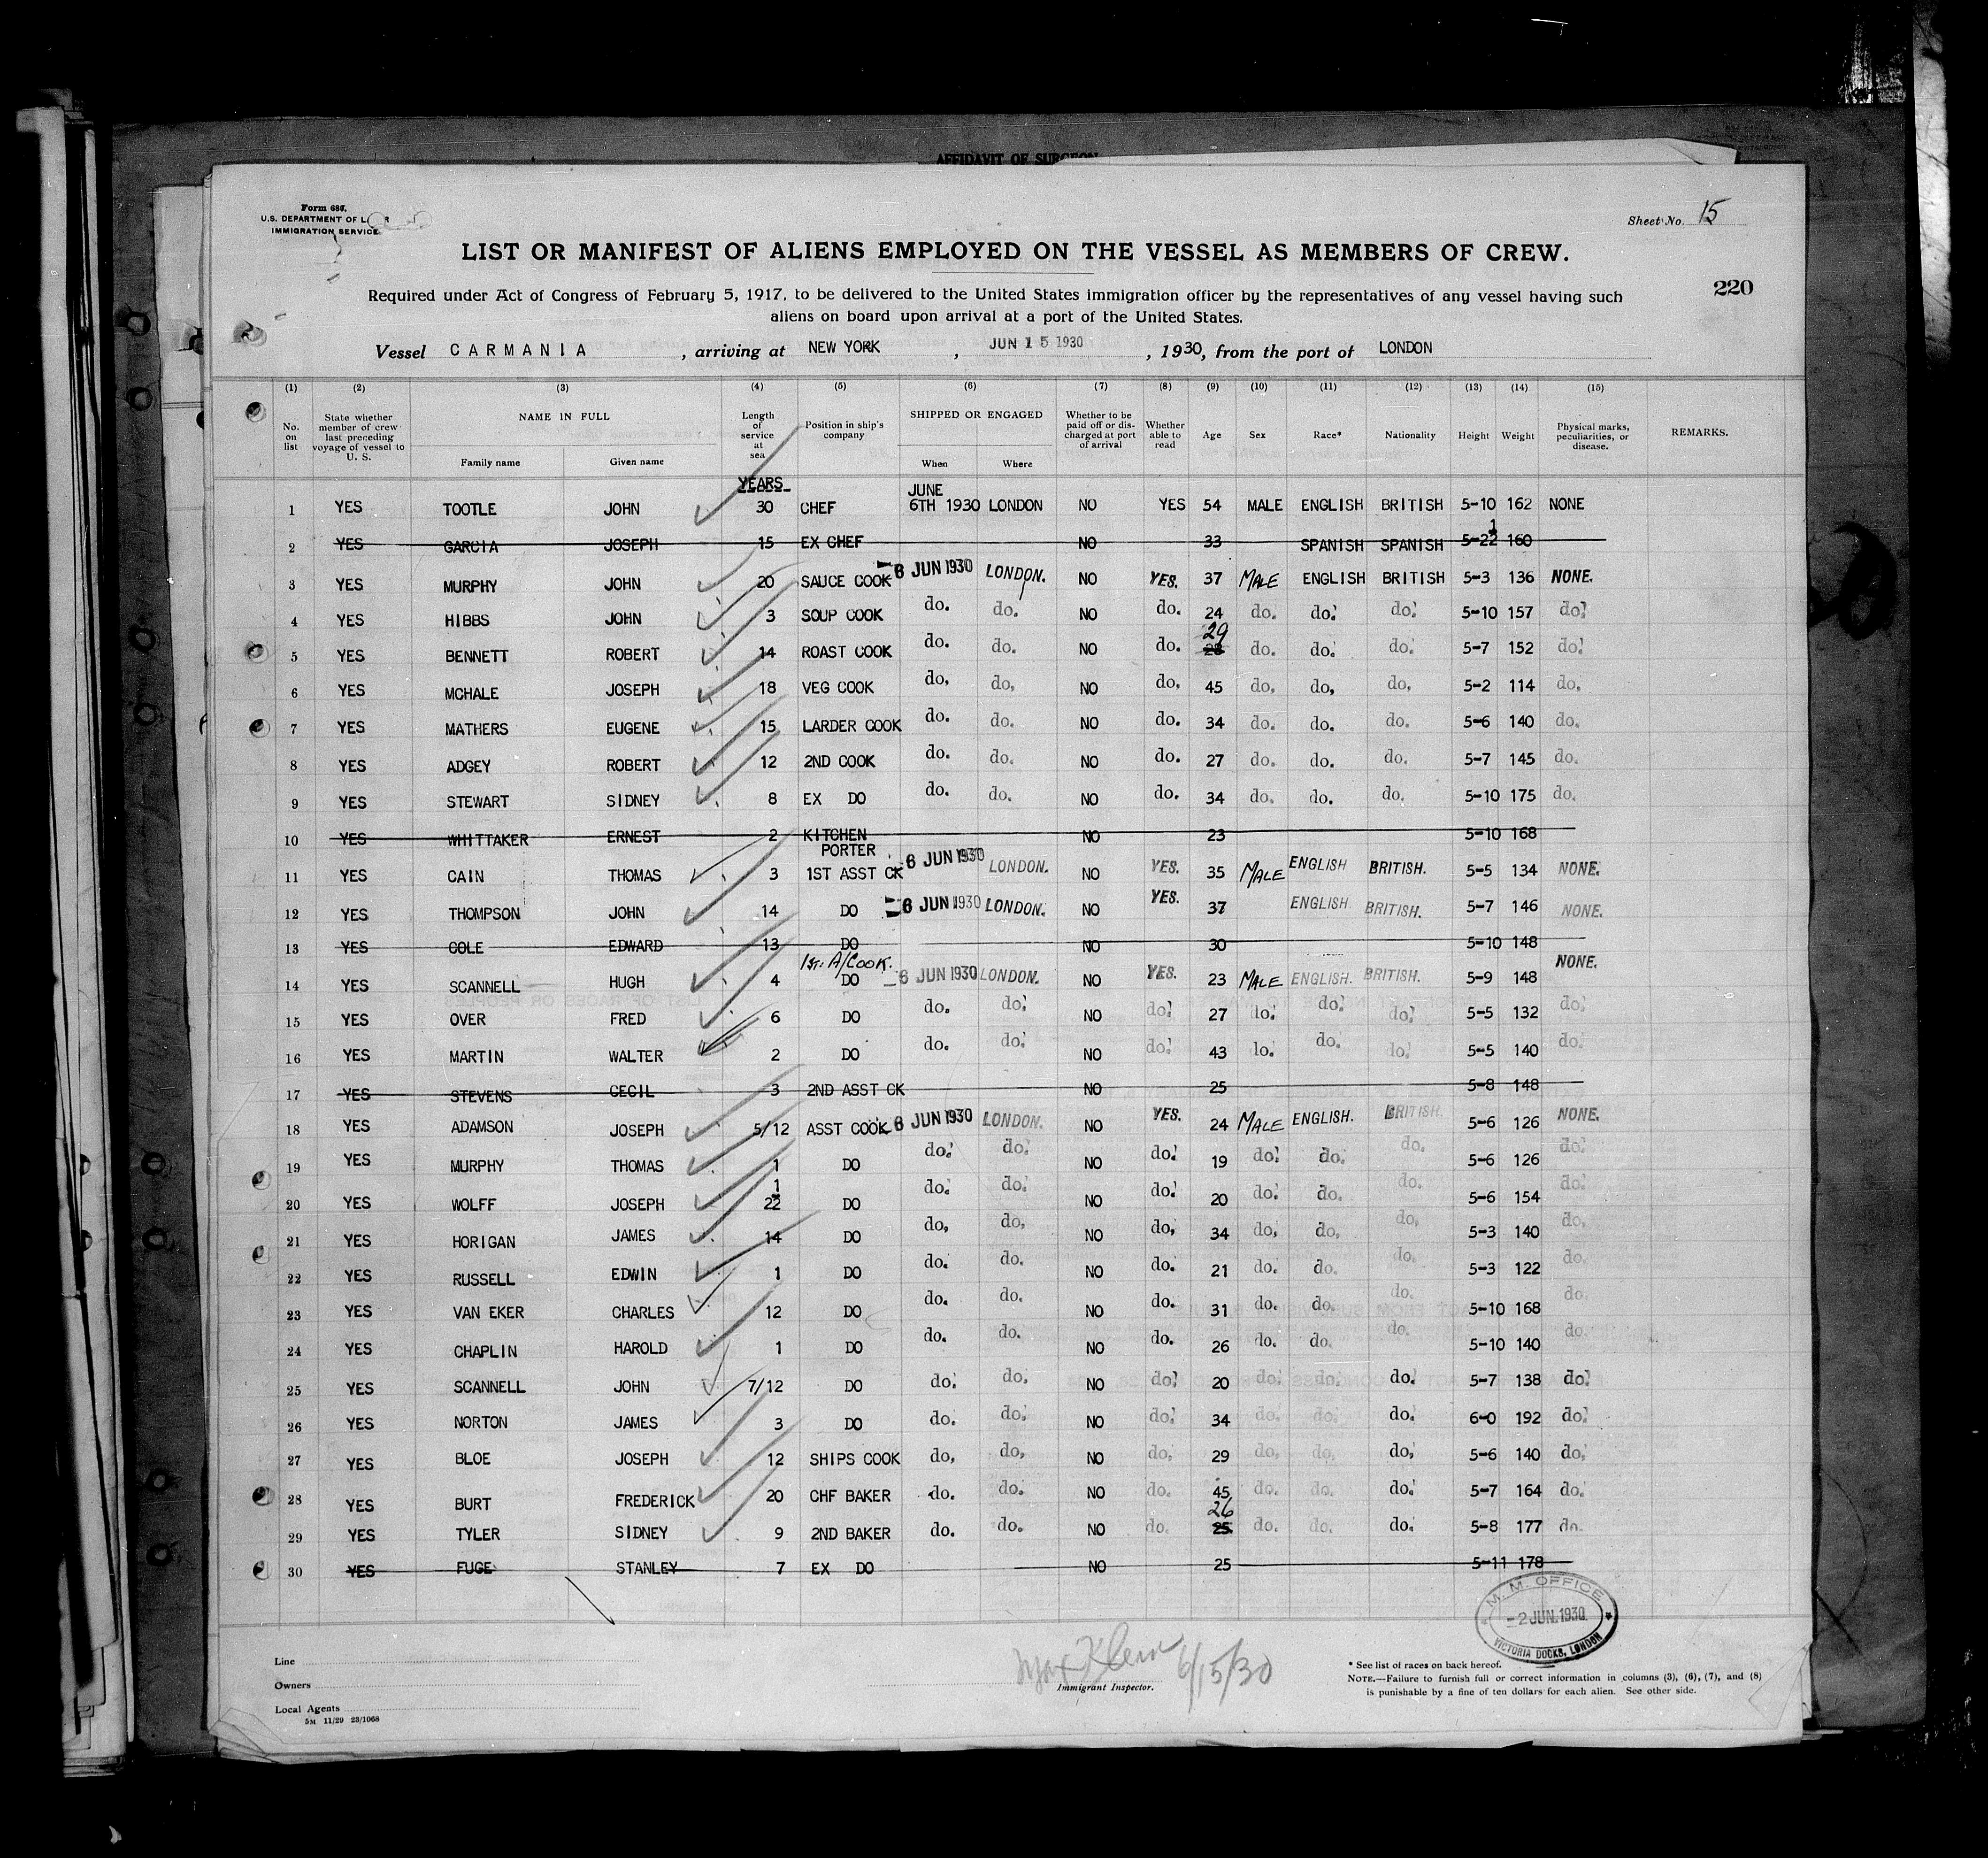 AFFIDAVIT OF SURGEON
Form 680,
U.S. DEPARTMENT OF
IMMIGRATION SERVICE
Sheet No. 15
LIST OR MANIFEST OF ALIENS EMPLOYED ON THE VESSEL AS MEMBERS OF CREW.
220
Required under Act of Congress of February 5, 1917, to be delivered to the United States immigration officer by the representatives of any vessel having such
aliens on board upon arrival at a port of the United States.
Vessel CARMANIA, arriving at NEW YORK, JUN 15 1930, 1930, from the port of LONDON
(1) (2) (3) (4) (5) (6) (7) (8) (9) (10) (11) (12) (13) (14) (15)
No. on list State whether member of crew last preceding voyage of vessel to U. S. NAME IN FULL Family name Given name Length of service at sea Position in ship's company SHIPPED OR ENGAGED When Where Whether to be paid off or discharged at port of arrival Whether able to read Age Sex Race* Nationality Height Weight Physical marks, peculiarities, or disease. REMARKS.
YEARS JUNE
1 YES TOOTLE JOHN 30 CHEF 6TH 1930 LONDON NO YES 54 MALE ENGLISH BRITISH 5-10 162 NONE
2 YES GARCIA JOSEPH 15 EX CHEF NO 33 SPANISH SPANISH 5-2½ 160
3 YES MURPHY JOHN 20 SAUCE COOK 6 JUN 1930 LONDON. NO YES. 37 MALE ENGLISH BRITISH 5-3 136 NONE.
4 YES HIBBS JOHN 3 SOUP COOK do. do. NO do. 24 do. do. do. 5-10 157 do.
5 YES BENNETT ROBERT 14 ROAST COOK do. do. NO do. 29 28 do. do. do. 5-7 152 do.
6 YES MCHALE JOSEPH 18 VEG COOK do, do, NO do, 45 do, do, do, 5-2 114 do,
7 YES MATHERS EUGENE 15 LARDER COOK do. do. NO do. 34 do. do. do. 5-6 140 do.
8 YES ADGEY ROBERT 12 2ND COOK do. do. NO do. 27 do. do. do. 5-7 145 do.
9 YES STEWART SIDNEY 8 EX DO do. do. NO do. 34 do. do. do. 5-10 175 do.
10 YES WHITTAKER ERNEST 2 KITCHEN PORTER NO 23 5-10 168
11 YES CAIN THOMAS 3 1ST ASST CK 6 JUN 1930 LONDON. NO YES. 35 MALE ENGLISH BRITISH. 5-5 134 NONE.
12 YES THOMPSON JOHN 14 DO 6 JUN 1930 LONDON. NO YES. 37 ENGLISH BRITISH. 5-7 146 NONE.
13 YES COLE EDWARD 13 DO NO 30 5-10 148
1ST. A/COOK.
14 YES SCANNELL HUGH 4 DO 6 JUN 1930 LONDON. NO YES. 23 MALE ENGLISH. BRITISH. 5-9 148 NONE.
15 YES OVER FRED 6 DO do. do. NO do. 27 do. do. do. 5-5 132 do.
16 YES MARTIN WALTER 2 DO do. do. NO do. 43 do. do. do. 5-5 140 do.
17 YES STEVENS CECIL 3 2ND ASST CK NO 25 5-8 148
18 YES ADAMSON JOSEPH 5/12 ASST COOK 6 JUN 1930 LONDON. NO YES. 24 MALE ENGLISH. BRITISH. 5-6 126 NONE.
19 YES MURPHY THOMAS 1 DO do. do. NO do. 19 do. do. do. 5-6 126 do.
20 YES WOLFF JOSEPH 2½ DO do. do. NO do. 20 do. do. do. 5-6 154 do.
21 YES HORIGAN JAMES 14 DO do, do, NO do, 34 do, do, do, 5-3 140 do,
22 YES RUSSELL EDWIN 1 DO do. do. NO do. 21 do. do. do. 5-3 122 do.
23 YES VAN EKER CHARLES 12 DO do. do. NO do. 31 do. do. do. 5-10 168 do.
24 YES CHAPLIN HAROLD 1 DO do. do. NO do. 26 do. do. do. 5-10 140 do.
25 YES SCANNELL JOHN 7/12 DO do. do. NO do. 20 do. do. do. 5-7 138 do.
26 YES NORTON JAMES 3 DO do. do. NO do. 34 do. do. do. 6-0 192 do.
27 YES BLOE JOSEPH 12 SHIPS COOK do, do, NO do, 29 do, do, do, 5-6 140 do,
28 YES BURT FREDERICK 20 CHF BAKER do. do. NO do. 45 do. do. do. 5-7 164 do.
29 YES TYLER SIDNEY 9 2ND BAKER do. do. NO do. 26 25 do. do. do. 5-8 177 do.
30 YES FUGE STANLEY 7 EX DO NO 25 5-11 178
M. M. OFFICE
2 JUN. 1930
VICTORIA DOCKS, LONDON
Line
Owners
Local Agents
5M 11/29 23/1068
Max Klein 6/15/30
Immigrant Inspector.
* See list of races on back hereof.
NOTE.—Failure to furnish full or correct information in columns (3), (6), (7), and (8)
is punishable by a fine of ten dollars for each alien. See other side.